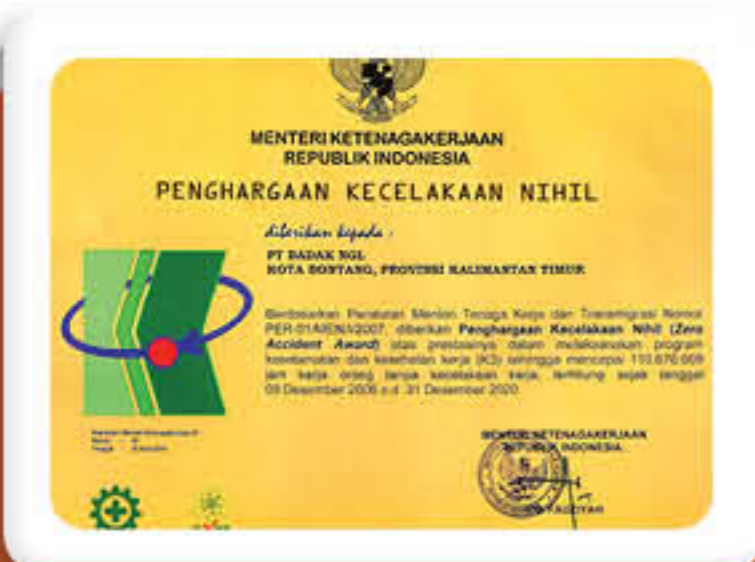 MENTERI KETENAGAKERJAAN
REPUBLIK INDONESIA
PENGHARGAAN KECELAKAAN NIHIL
diberikan kepada :
PT BADAK NGL
KOTA BONTANG, PROVINSI KALIMANTAN TIMUR
Berdasarkan Peraturan Menteri Tenaga Kerja dan Transmigrasi Nomor
PER-01/MEN/I/2007, diberikan Penghargaan Kecelakaan Nihil (Zero
Accident Award) atas prestasinya dalam melaksanakan program
keselamatan dan kesehatan kerja (K3) sehingga mencapai
jam kerja orang tanpa kecelakaan kerja, terhitung sejak tanggal
Desember 2006 s.d. 31 Desember 2020.
MENTERI KETENAGAKERJAAN
REPUBLIK INDONESIA,